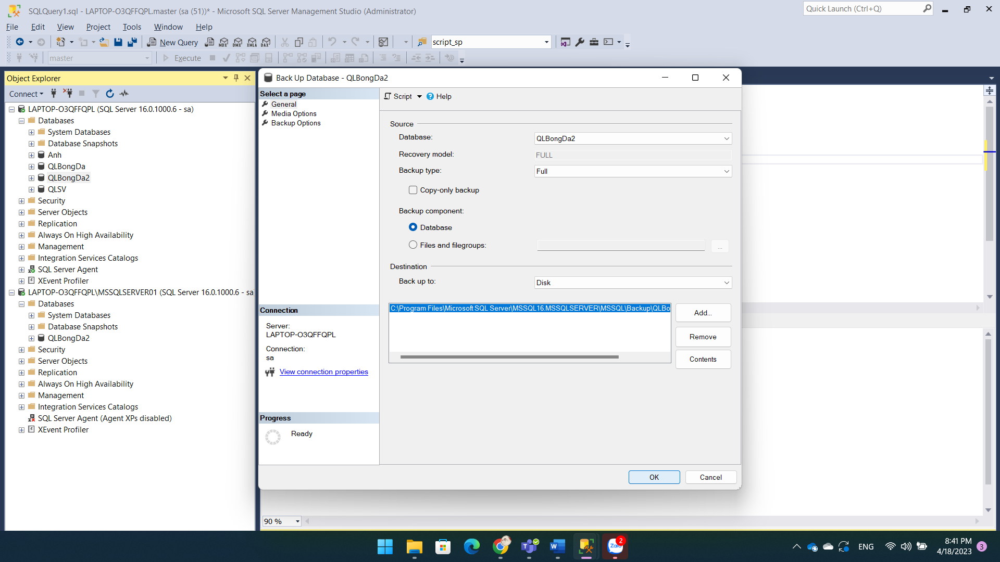 SQLQuery1.sql - LAPTOP-O3QFFQPL.master (sa (51))* - Microsoft SQL Server Management Studio (Administrator)
Quick Launch (Ctrl+Q)
File Edit View Project Tools Window Help
New Query MDX DMX XMLA DAX script_sp
master Execute
Object Explorer
Connect
LAPTOP-O3QFFQPL (SQL Server 16.0.1000.6 - sa)
Databases
System Databases
Database Snapshots
Anh
QLBongDa
QLBongDa2
QLSV
Security
Server Objects
Replication
Always On High Availability
Management
Integration Services Catalogs
SQL Server Agent
XEvent Profiler
LAPTOP-O3QFFQPL\MSSQLSERVER01 (SQL Server 16.0.1000.6 - sa
Databases
System Databases
Database Snapshots
QLBongDa2
Security
Server Objects
Replication
Always On High Availability
Management
Integration Services Catalogs
SQL Server Agent (Agent XPs disabled)
XEvent Profiler
Back Up Database - QLBongDa2
Select a page
General
Media Options
Backup Options
Connection
Server:
LAPTOP-O3QFFQPL
Connection:
sa
View connection properties
Progress
Ready
Script Help
Source
Database: QLBongDa2
Recovery model: FULL
Backup type: Full
Copy-only backup
Backup component:
Database
Files and filegroups: ...
Destination
Back up to: Disk
C:\Program Files\Microsoft SQL Server\MSSQL16.MSSQLSERVER\MSSQL\Backup\QLBo
Add...
Remove
Contents
OK Cancel
90 %
Zalo 2
ENG
8:41 PM
4/18/2023
3